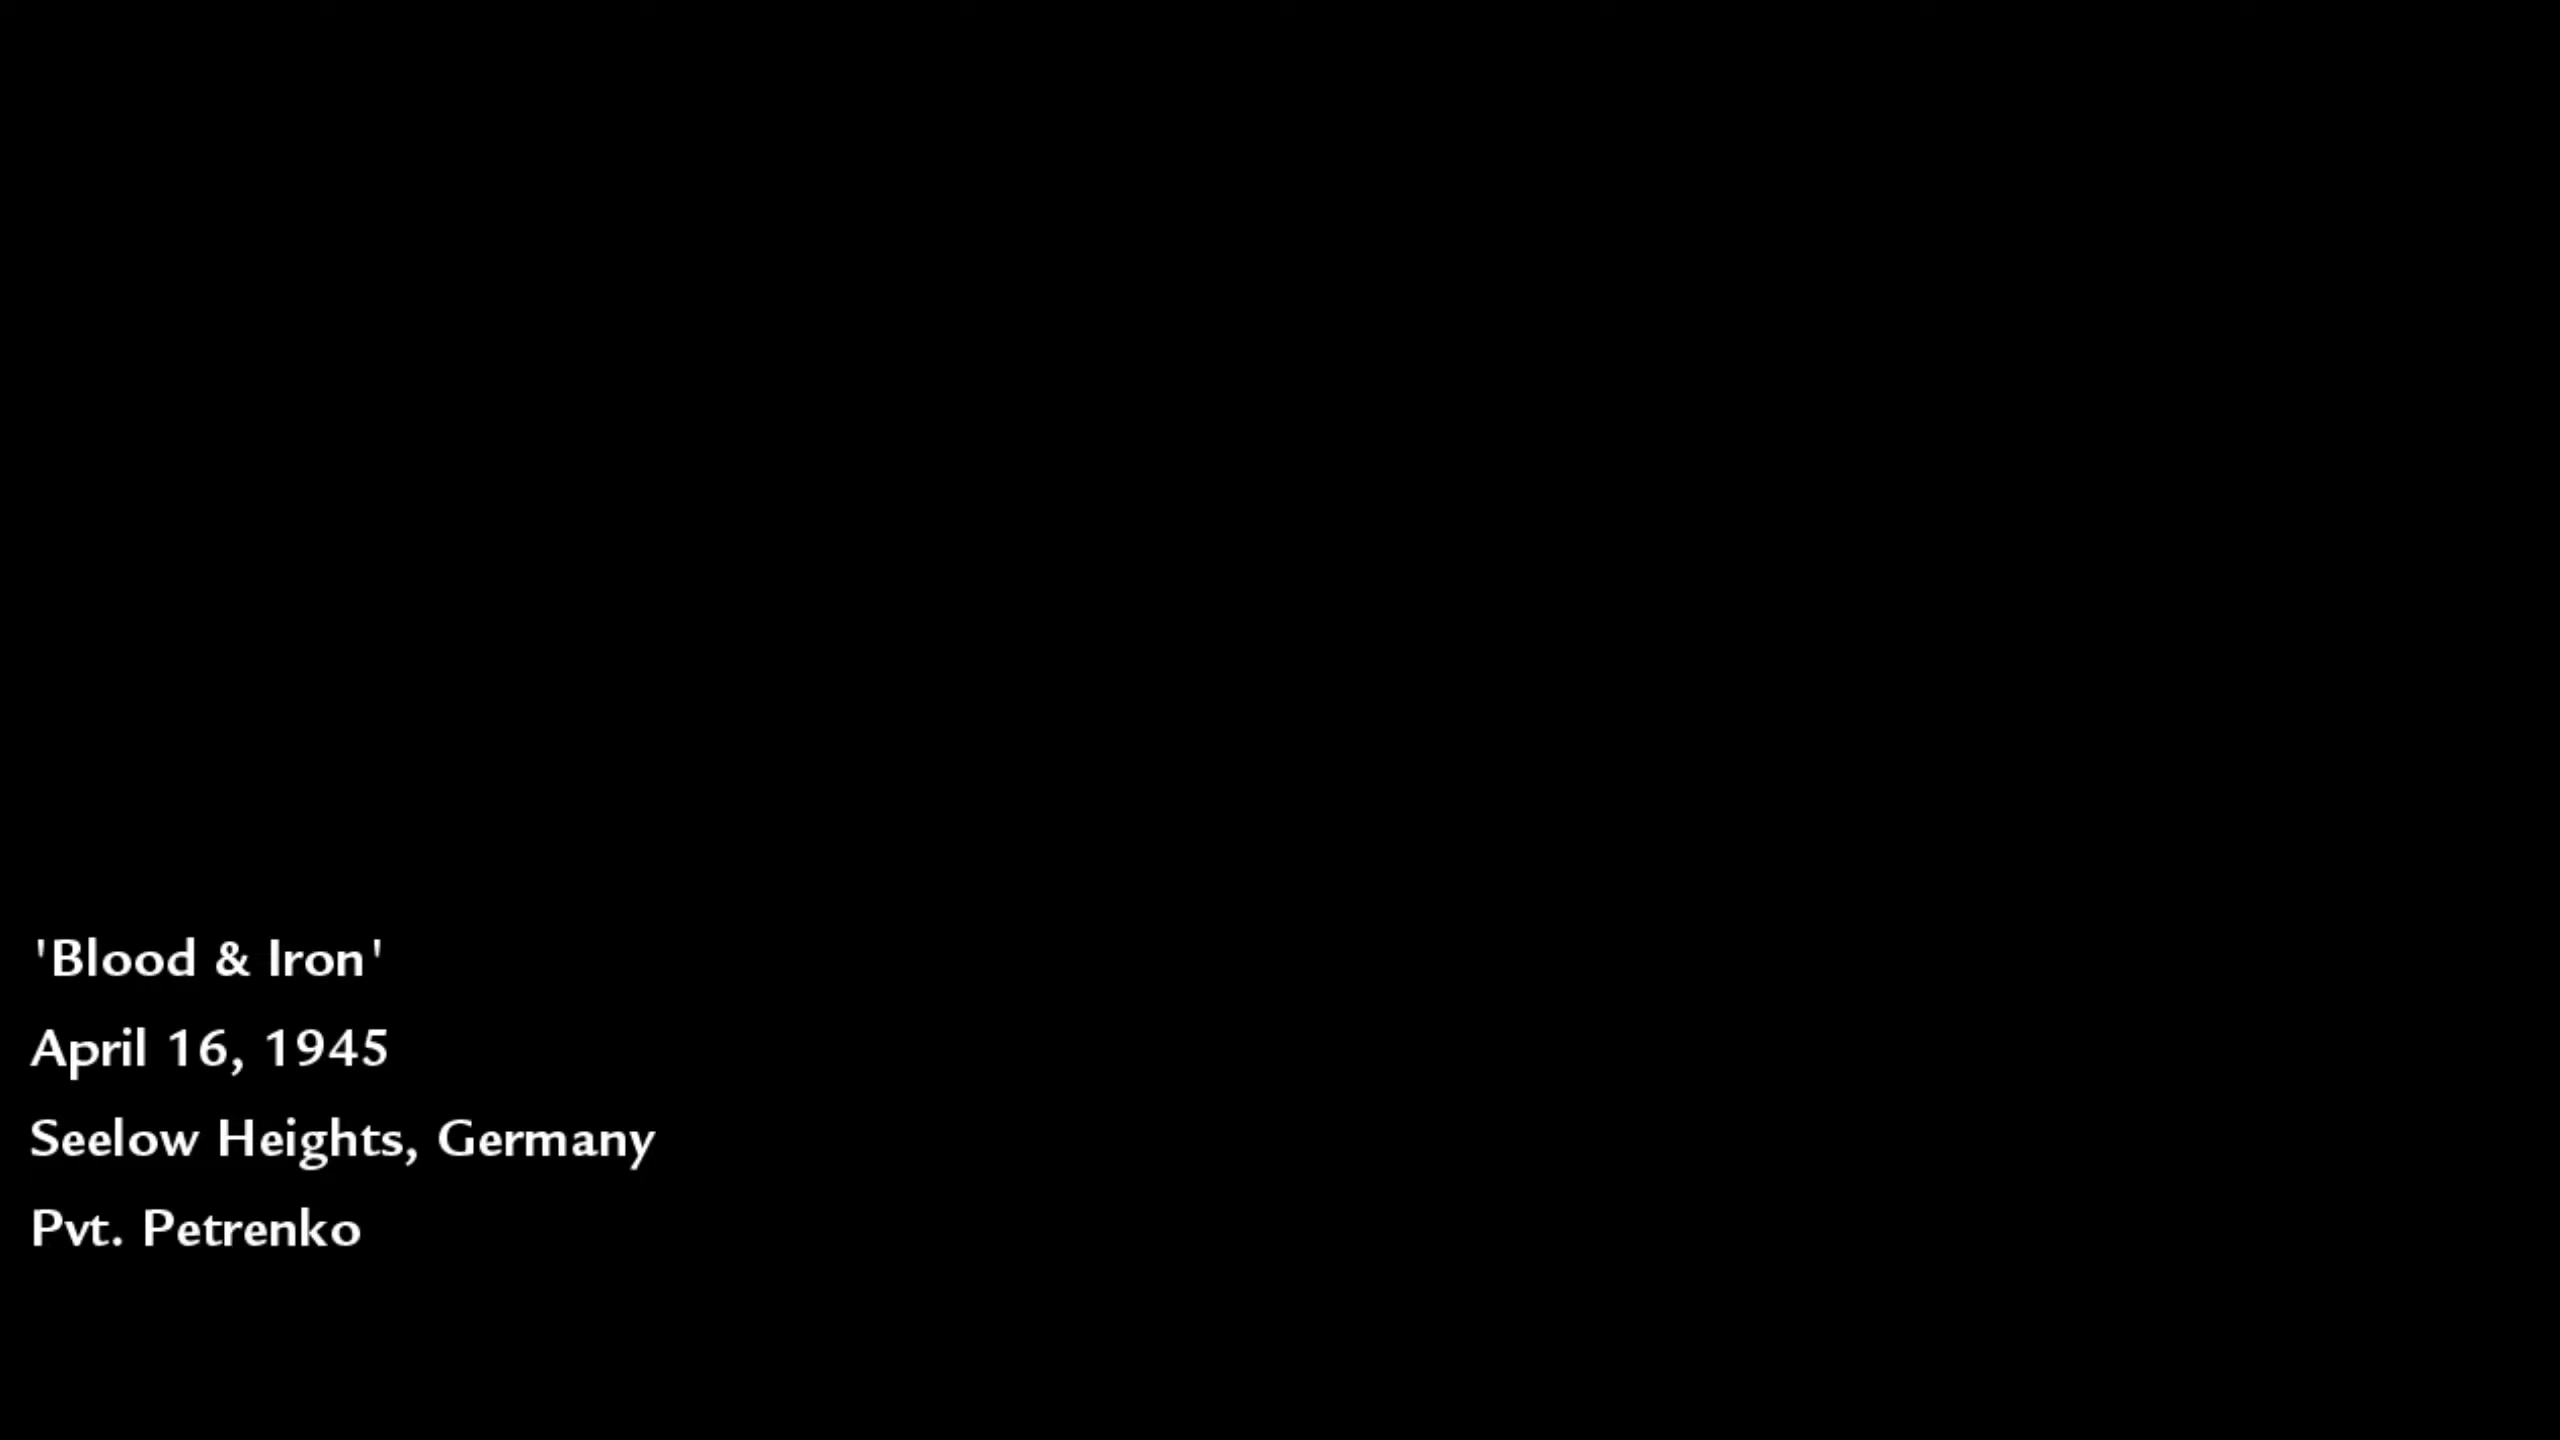 'Blood & Iron'
April 16, 1945
Seelow Heights, Germany
Pvt. Petrenko